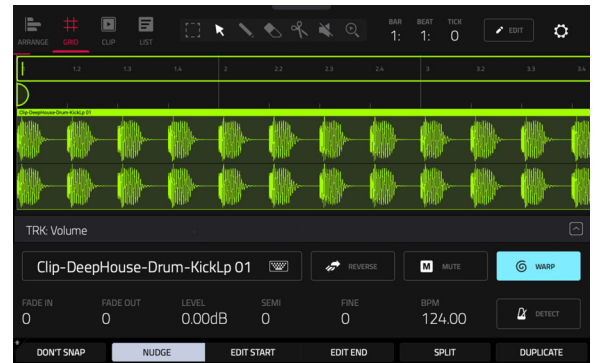 BAR BEAT TICK
1: 1: 0
EDIT
ARRANGE GRID CLIP LIST
1.2 1.3 1.4 2 2.2 2.3 2.4 3 3.2 3.3 3.4
Clip-DeepHouse-Drum-KickLp 01
TRK: Volume
Clip-DeepHouse-Drum-KickLp 01 REVERSE M MUTE WARP
FADE IN FADE OUT LEVEL SEMI FINE BPM
0 0 0.00dB 0 0 124.00 DETECT
DON'T SNAP NUDGE EDIT START EDIT END SPLIT DUPLICATE